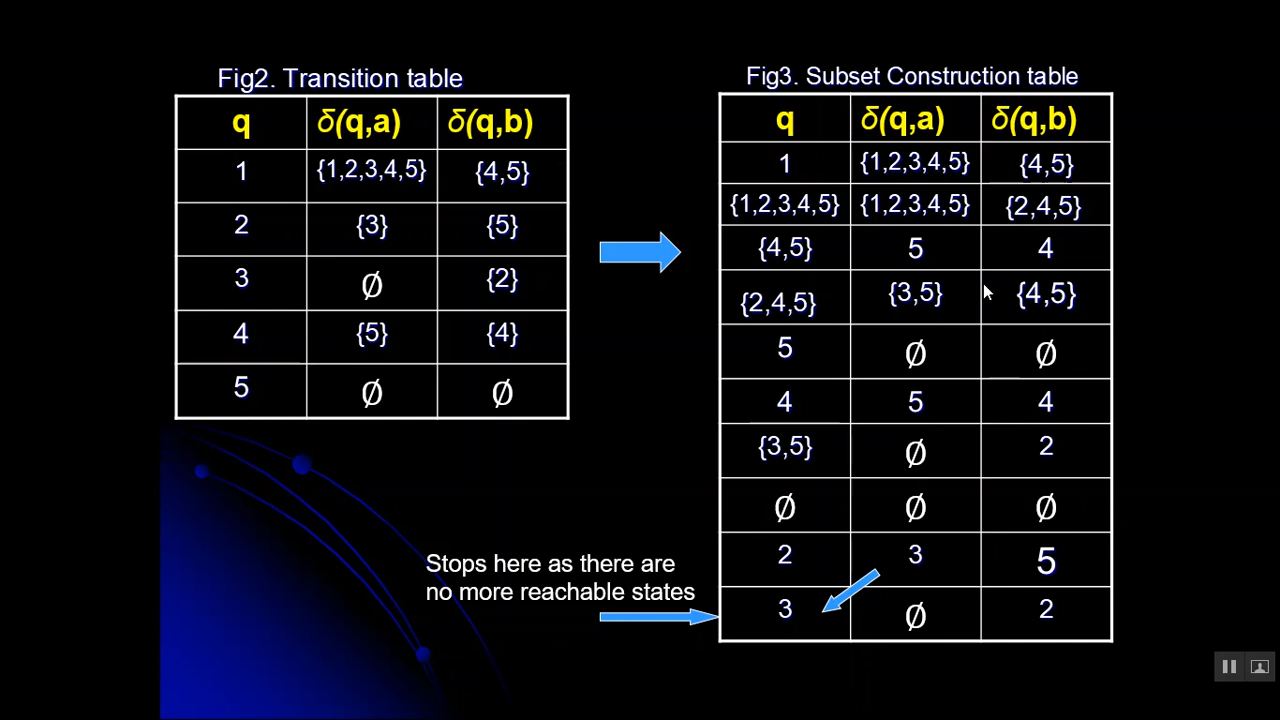 Fig2. Transition table
q δ(q,a) δ(q,b)
1 {1,2,3,4,5} {4,5}
2 {3} {5}
3 ∅ {2}
4 {5} {4}
5 ∅ ∅
Fig3. Subset Construction table
q δ(q,a) δ(q,b)
1 {1,2,3,4,5} {4,5}
{1,2,3,4,5} {1,2,3,4,5} {2,4,5}
{4,5} 5 4
{2,4,5} {3,5} {4,5}
5 ∅ ∅
4 5 4
{3,5} ∅ 2
∅ ∅ ∅
2 3 5
3 ∅ 2
Stops here as there are
no more reachable states